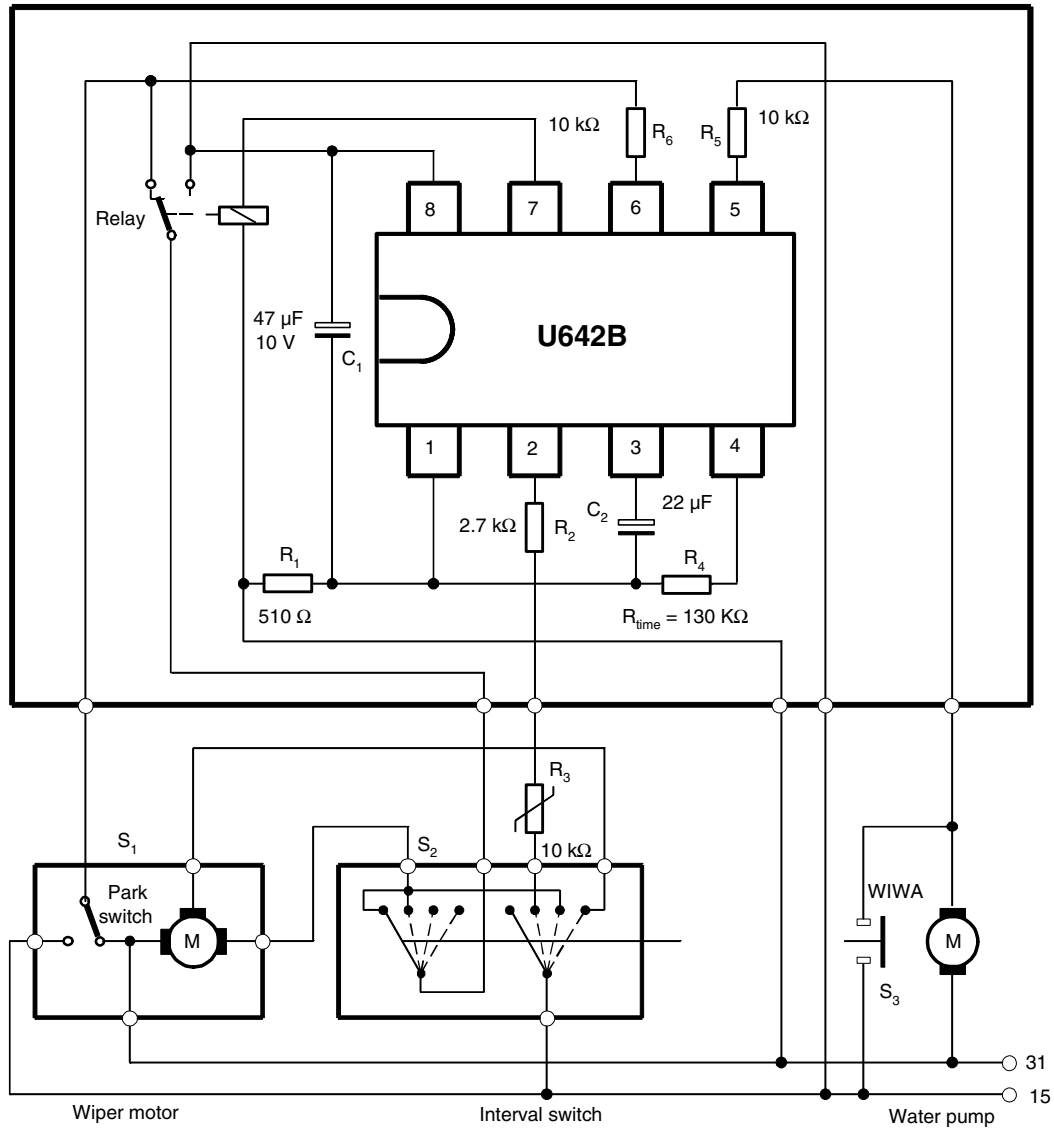 10 kΩ
R6
R5
10 kΩ
8
7
6
5
Relay
47 µF
10 V
C1
U642B
1
2
3
4
2.7 kΩ
R2
C2
22 µF
R1
R4
510 Ω
Rtime = 130 KΩ
R3
10 kΩ
S1
S2
Park
switch
M
WIWA
M
S3
31
15
Wiper motor
Interval switch
Water pump